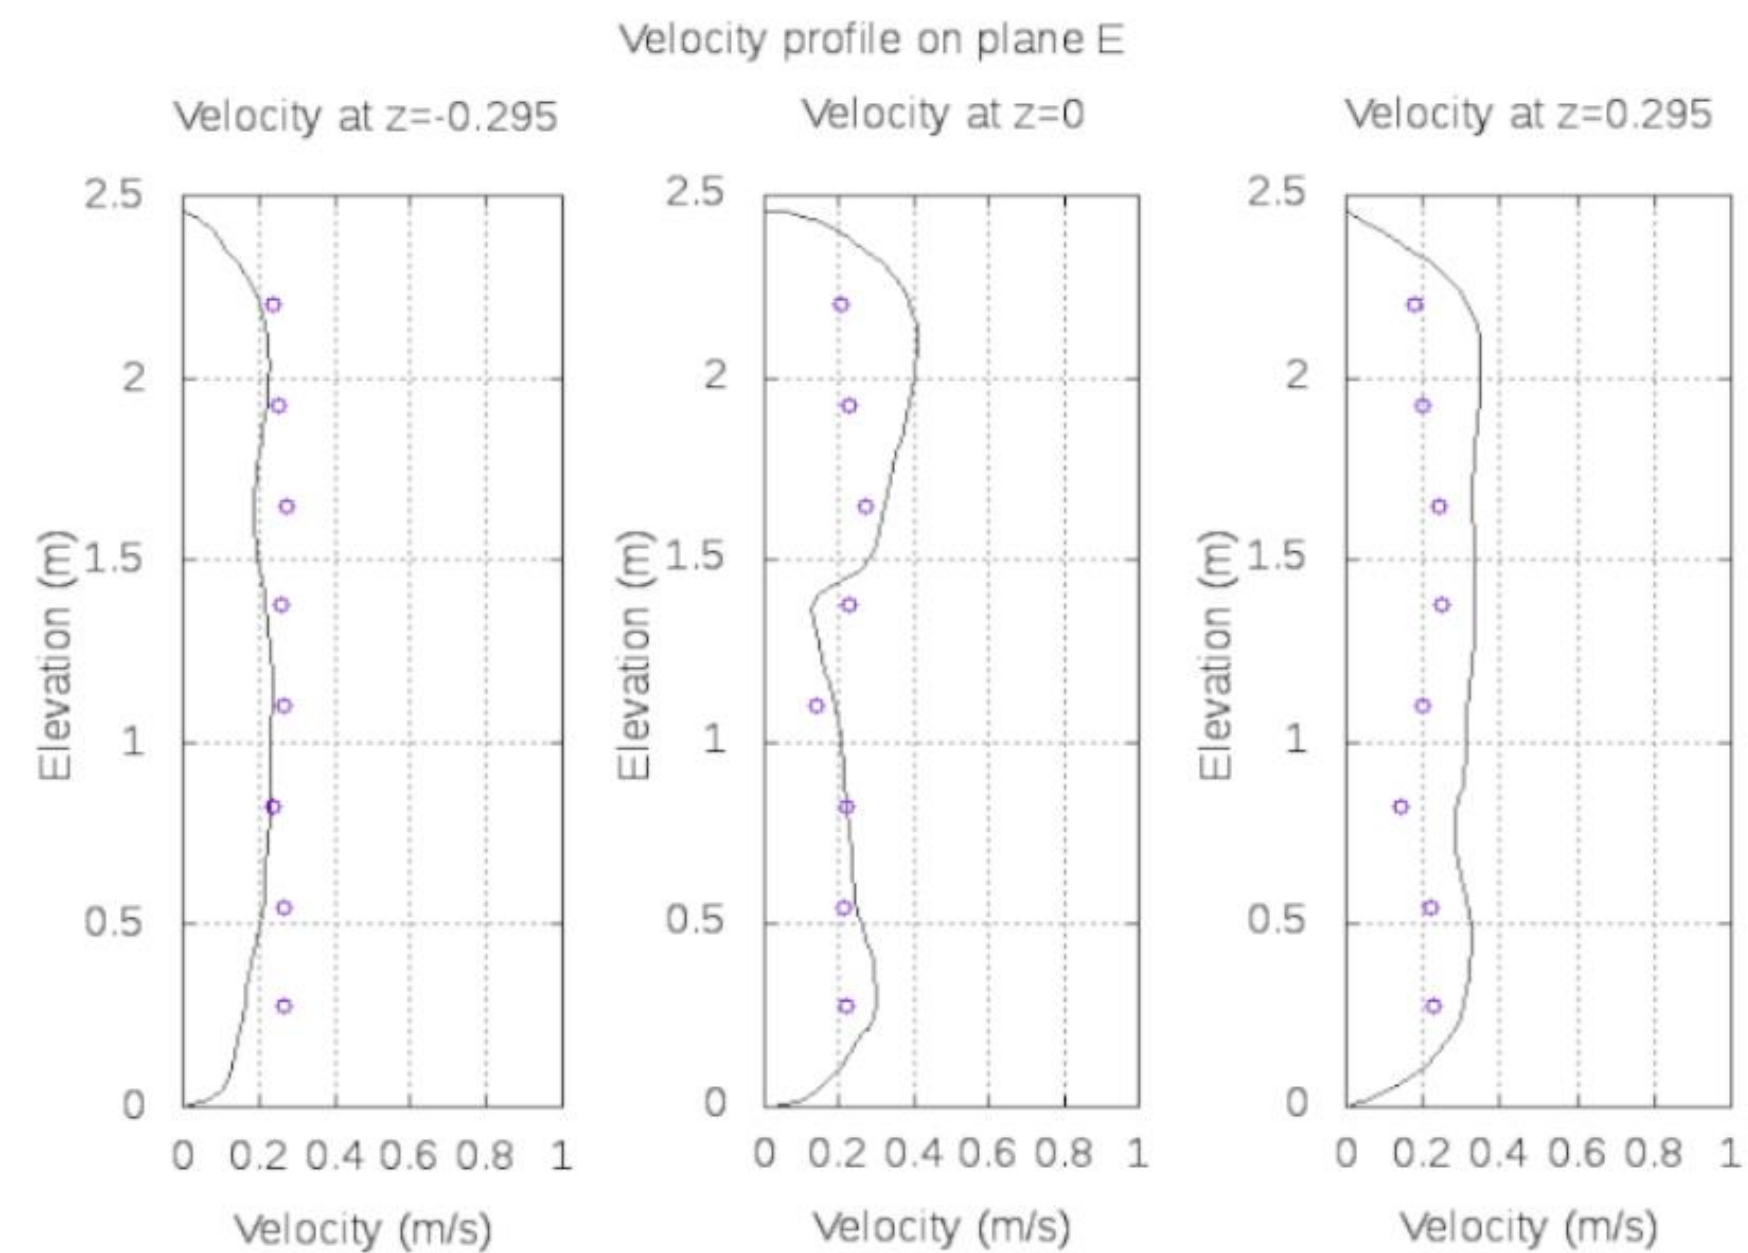 Velocity profile on plane E
Velocity at z=-0.295
Velocity at z=0
Velocity at z=0.295
2.5
2
1.5
1
0.5
0
Elevation (m)
0 0.2 0.4 0.6 0.8 1
Velocity (m/s)
2.5
2
1.5
1
0.5
0
Elevation (m)
0 0.2 0.4 0.6 0.8 1
Velocity (m/s)
2.5
2
1.5
1
0.5
0
Elevation (m)
0 0.2 0.4 0.6 0.8 1
Velocity (m/s)